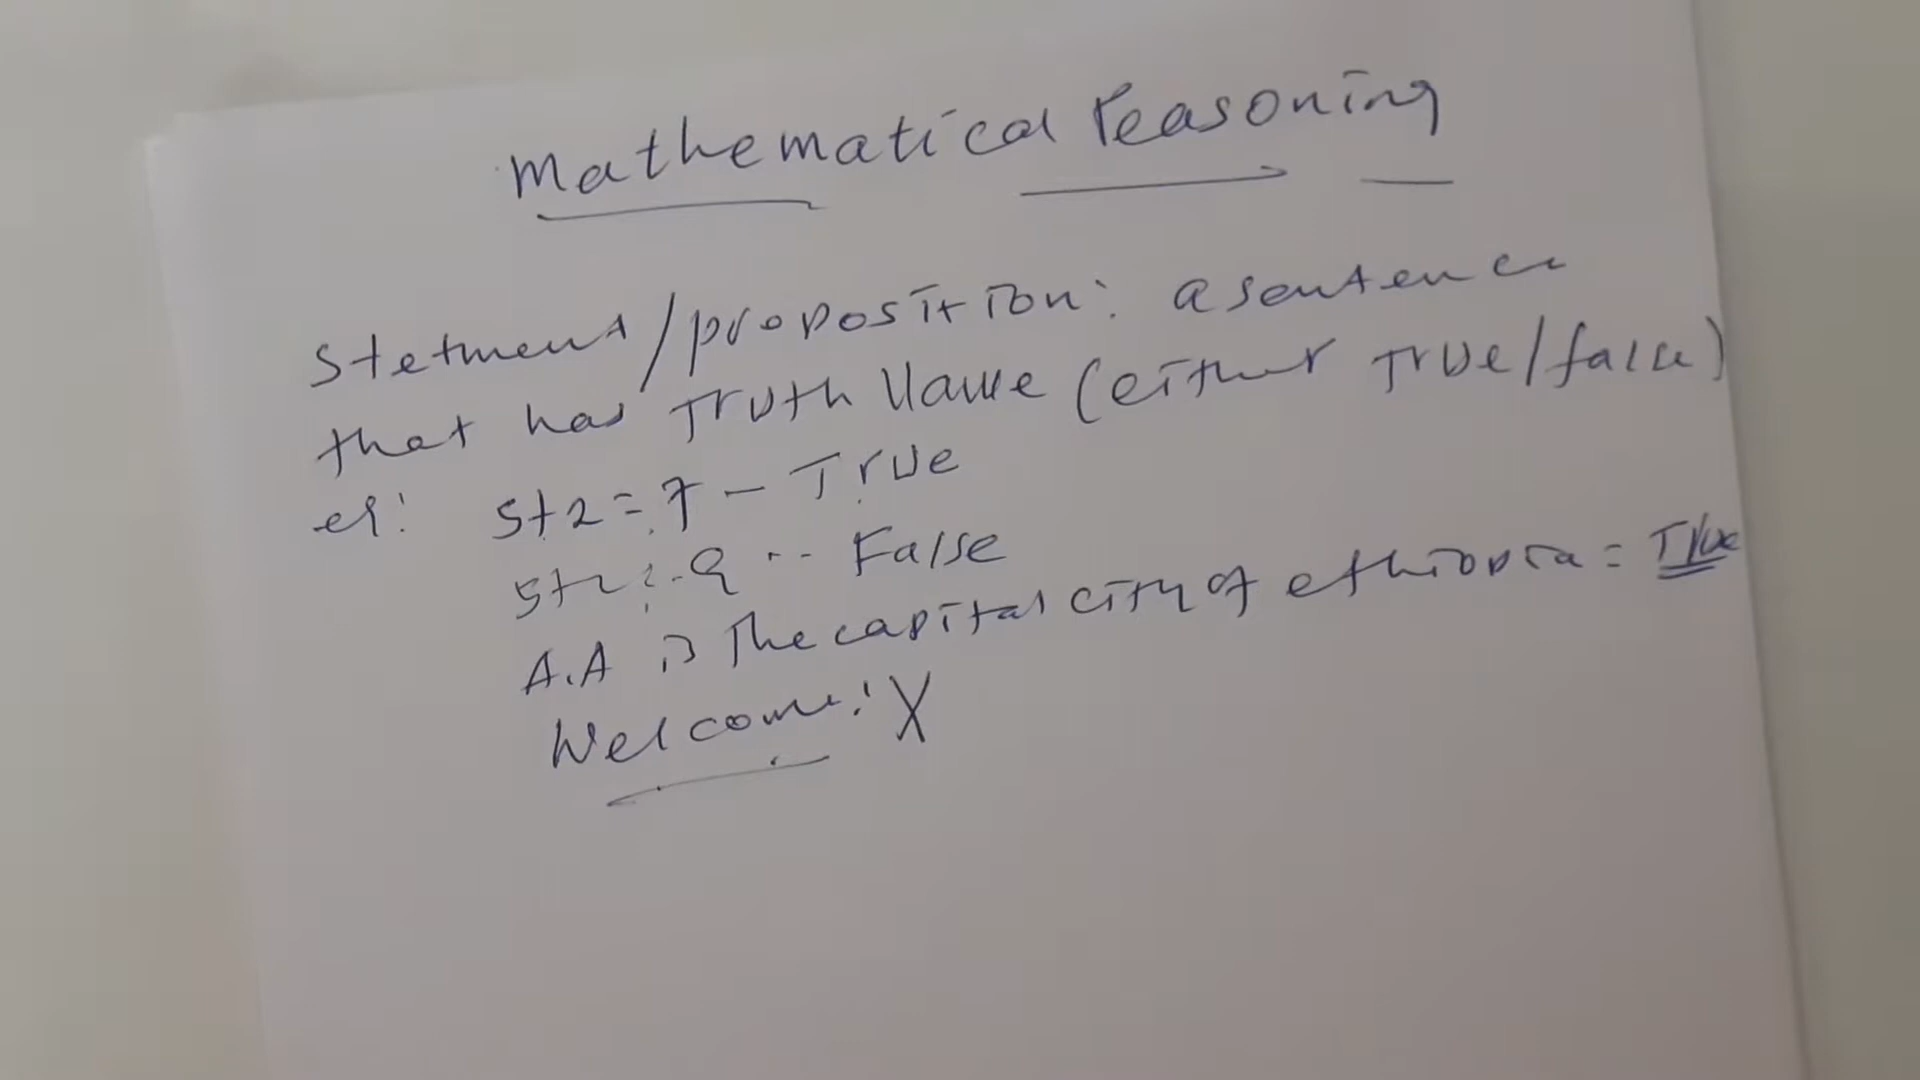 Mathematical reasoning
Stetment/proposition: a sentence
that has Truth Value (either True/false)
ex: 5+2=7 - True
5+2=9 -- False
A.A is The capital city of ethiopia = True
Welcome! X